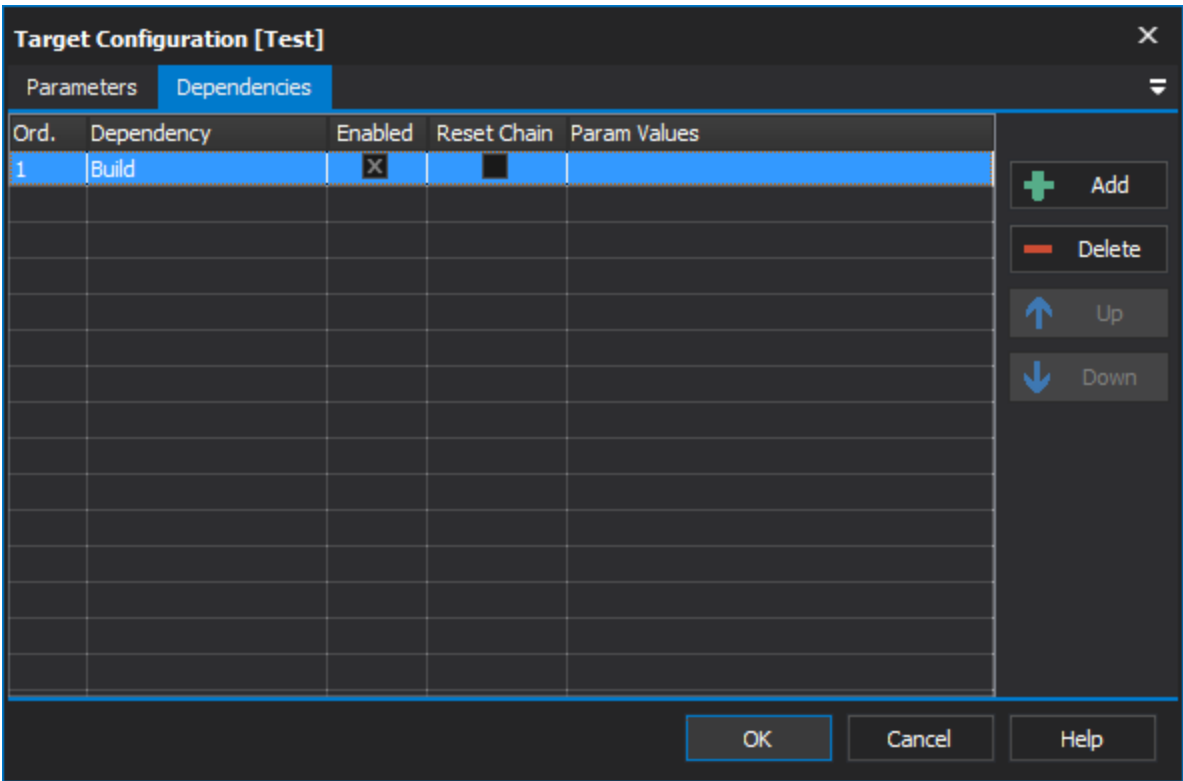 Target Configuration [Test]
Parameters Dependencies
Ord. Dependency Enabled Reset Chain Param Values
1 Build X
Add
Delete
Up
Down
OK Cancel Help